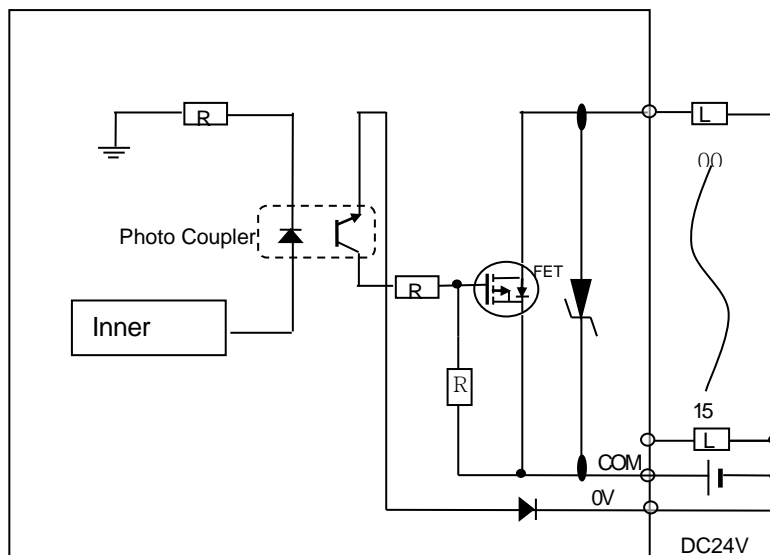 R
L
00
Photo Coupler
FET
R
Inner
R
15
L
COM
0V
DC24V